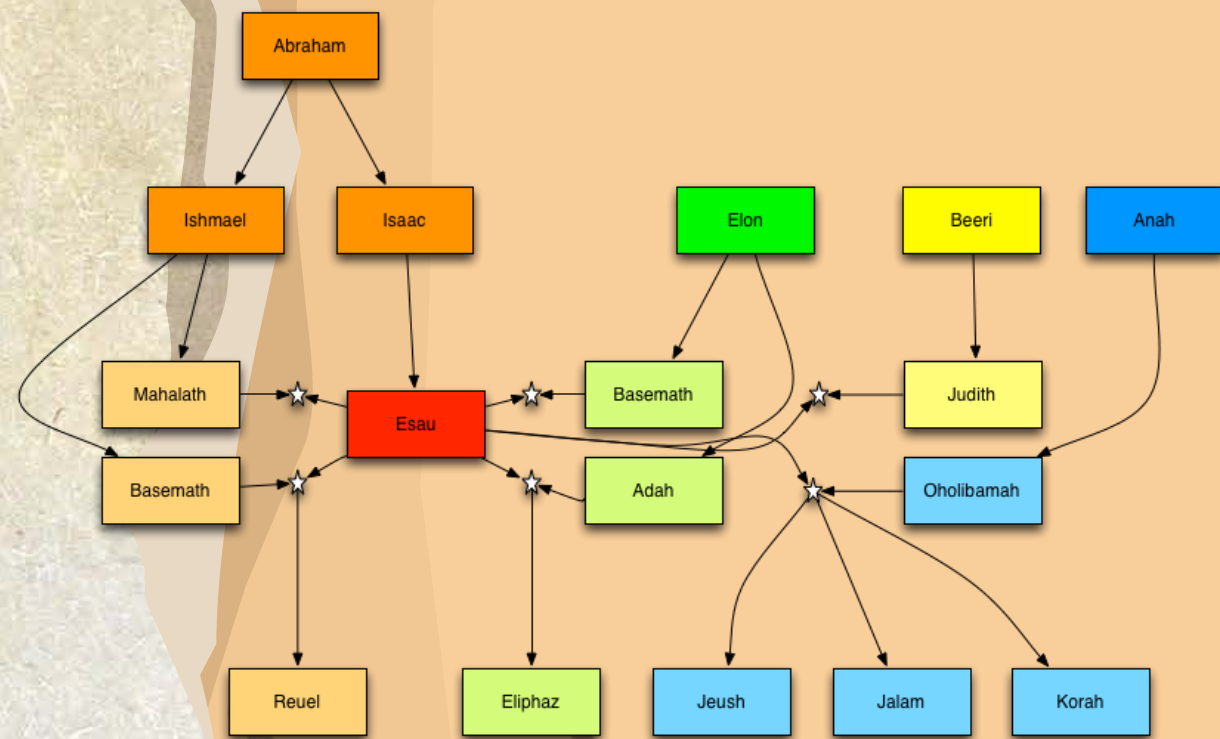 Abraham
Ishmael
Isaac
Elon
Beeri
Anah
Mahalath
Esau
Basemath
Judith
Basemath
Adah
Oholibamah
Reuel
Eliphaz
Jeush
Jalam
Korah